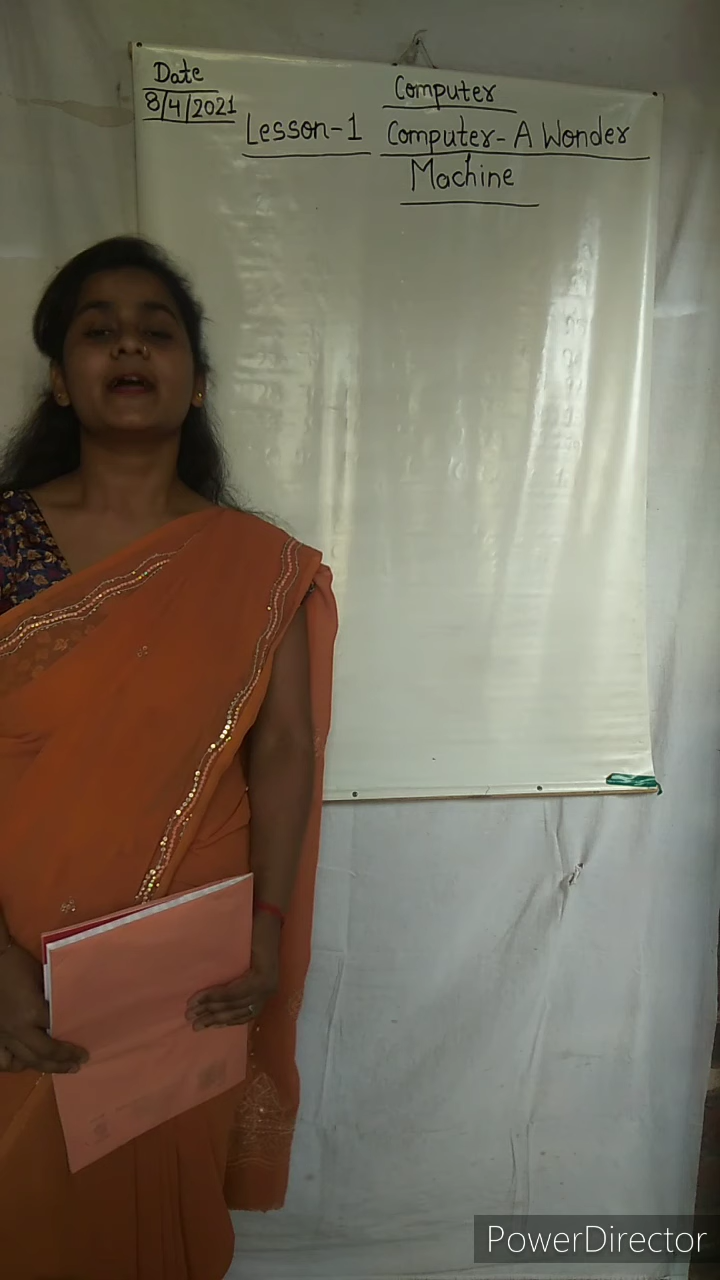 Date
8/4/2021
Computer
Lesson-1 Computer- A Wonder
Machine
PowerDirector